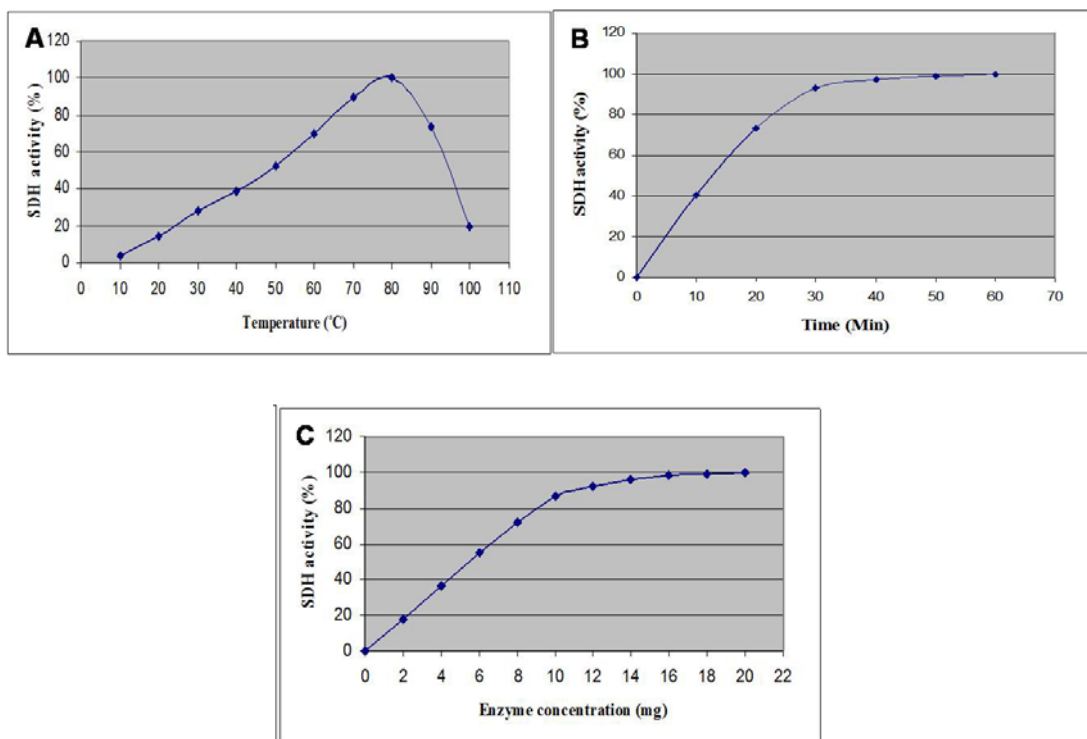 A
120
100
80
60
40
20
0
SDH activity (%)
0 10 20 30 40 50 60 70 80 90 100 110
Temperature (°C)
B
120
100
80
60
40
20
0
SDH activity (%)
0 10 20 30 40 50 60 70
Time (Min)
C
120
100
80
60
40
20
0
SDH activity (%)
0 2 4 6 8 10 12 14 16 18 20 22
Enzyme concentration (mg)